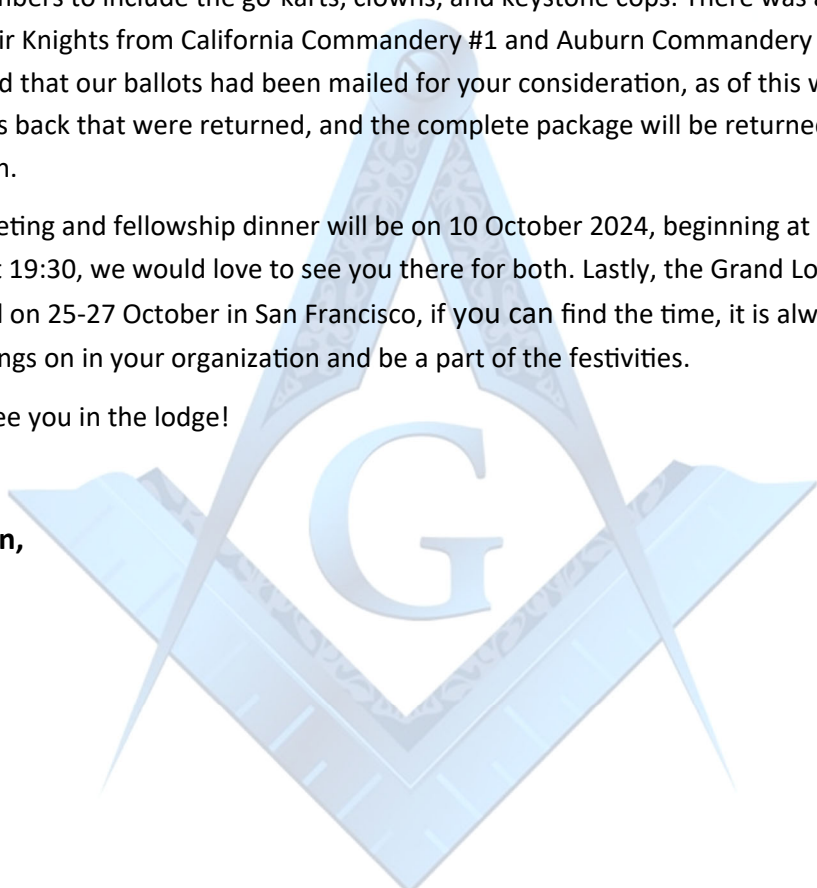 nbers to include the go-karts, clowns, and keystone cops. There was a
ir Knights from California Commandery #1 and Auburn Commandery
d that our ballots had been mailed for your consideration, as of this w
s back that were returned, and the complete package will be returned
n.
eting and fellowship dinner will be on 10 October 2024, beginning at
t 19:30, we would love to see you there for both. Lastly, the Grand Lo
l on 25-27 October in San Francisco, if you can find the time, it is alw
ngs on in your organization and be a part of the festivities.
ee you in the lodge!
n,
G